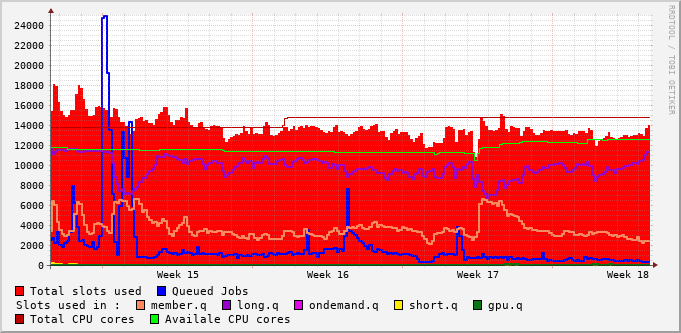 RRDTOOL / TOBI OETIKER
24000
22000
20000
18000
16000
14000
12000
10000
8000
6000
4000
2000
0
Week 15 Week 16 Week 17 Week 18
Total slots used Queued Jobs
Slots used in : member.q long.q ondemand.q short.q gpu.q
Total CPU cores Availale CPU cores